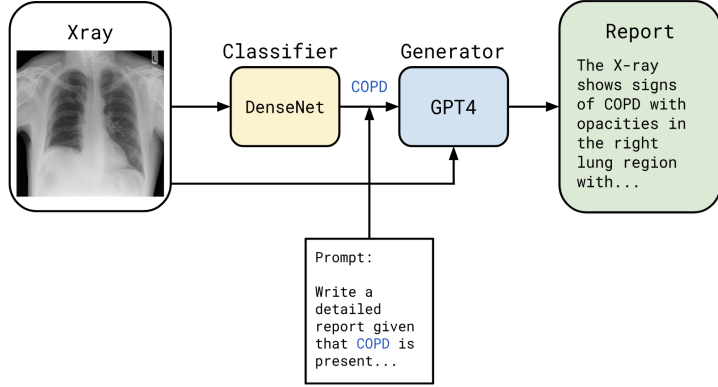 Xray
Classifier
DenseNet
COPD
Generator
GPT4
Report
The X-ray
shows signs
of COPD with
opacities in
the right
lung region
with...
Prompt:
Write a
detailed
report given
that COPD is
present...